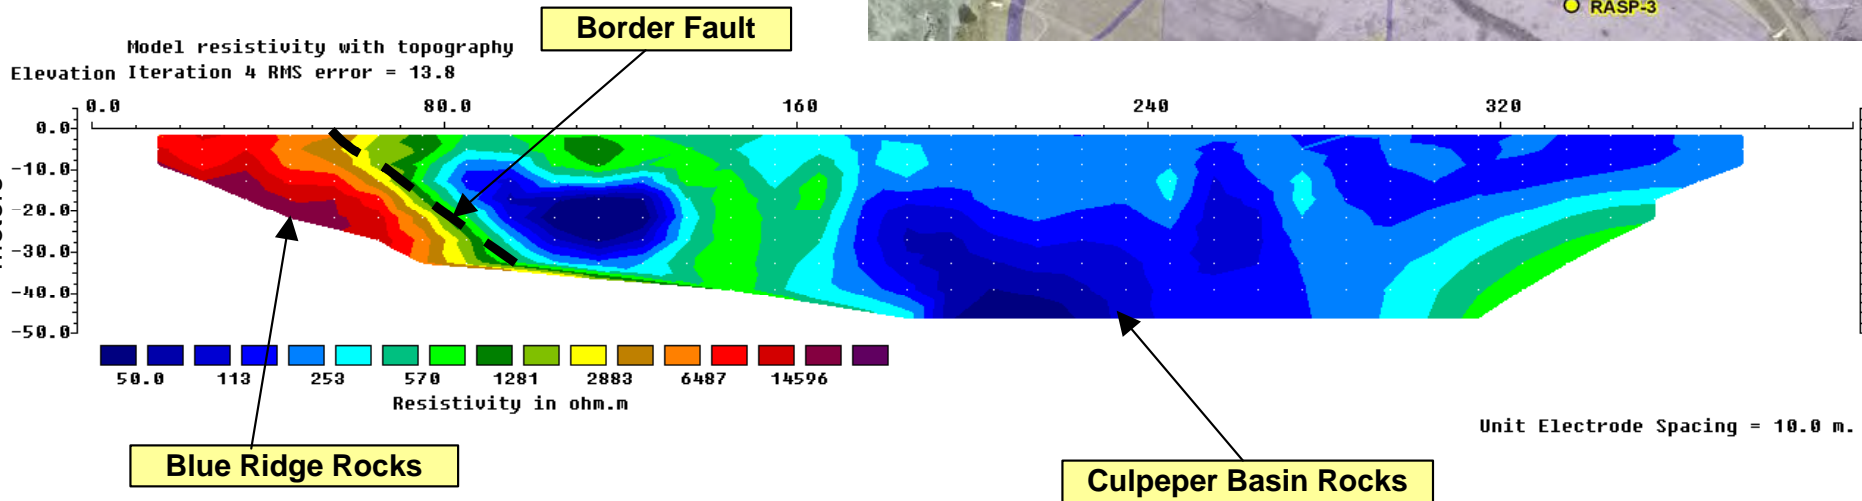 RASP-3
Border Fault
Model resistivity with topography
Elevation Iteration 4 RMS error = 13.8
0.0 80.0 160 240 320
0.0
-10.0
-20.0
-30.0
-40.0
-50.0
50.0 113 253 570 1281 2883 6487 14596
Resistivity in ohm.m
Unit Electrode Spacing = 10.0 m.
Blue Ridge Rocks
Culpeper Basin Rocks